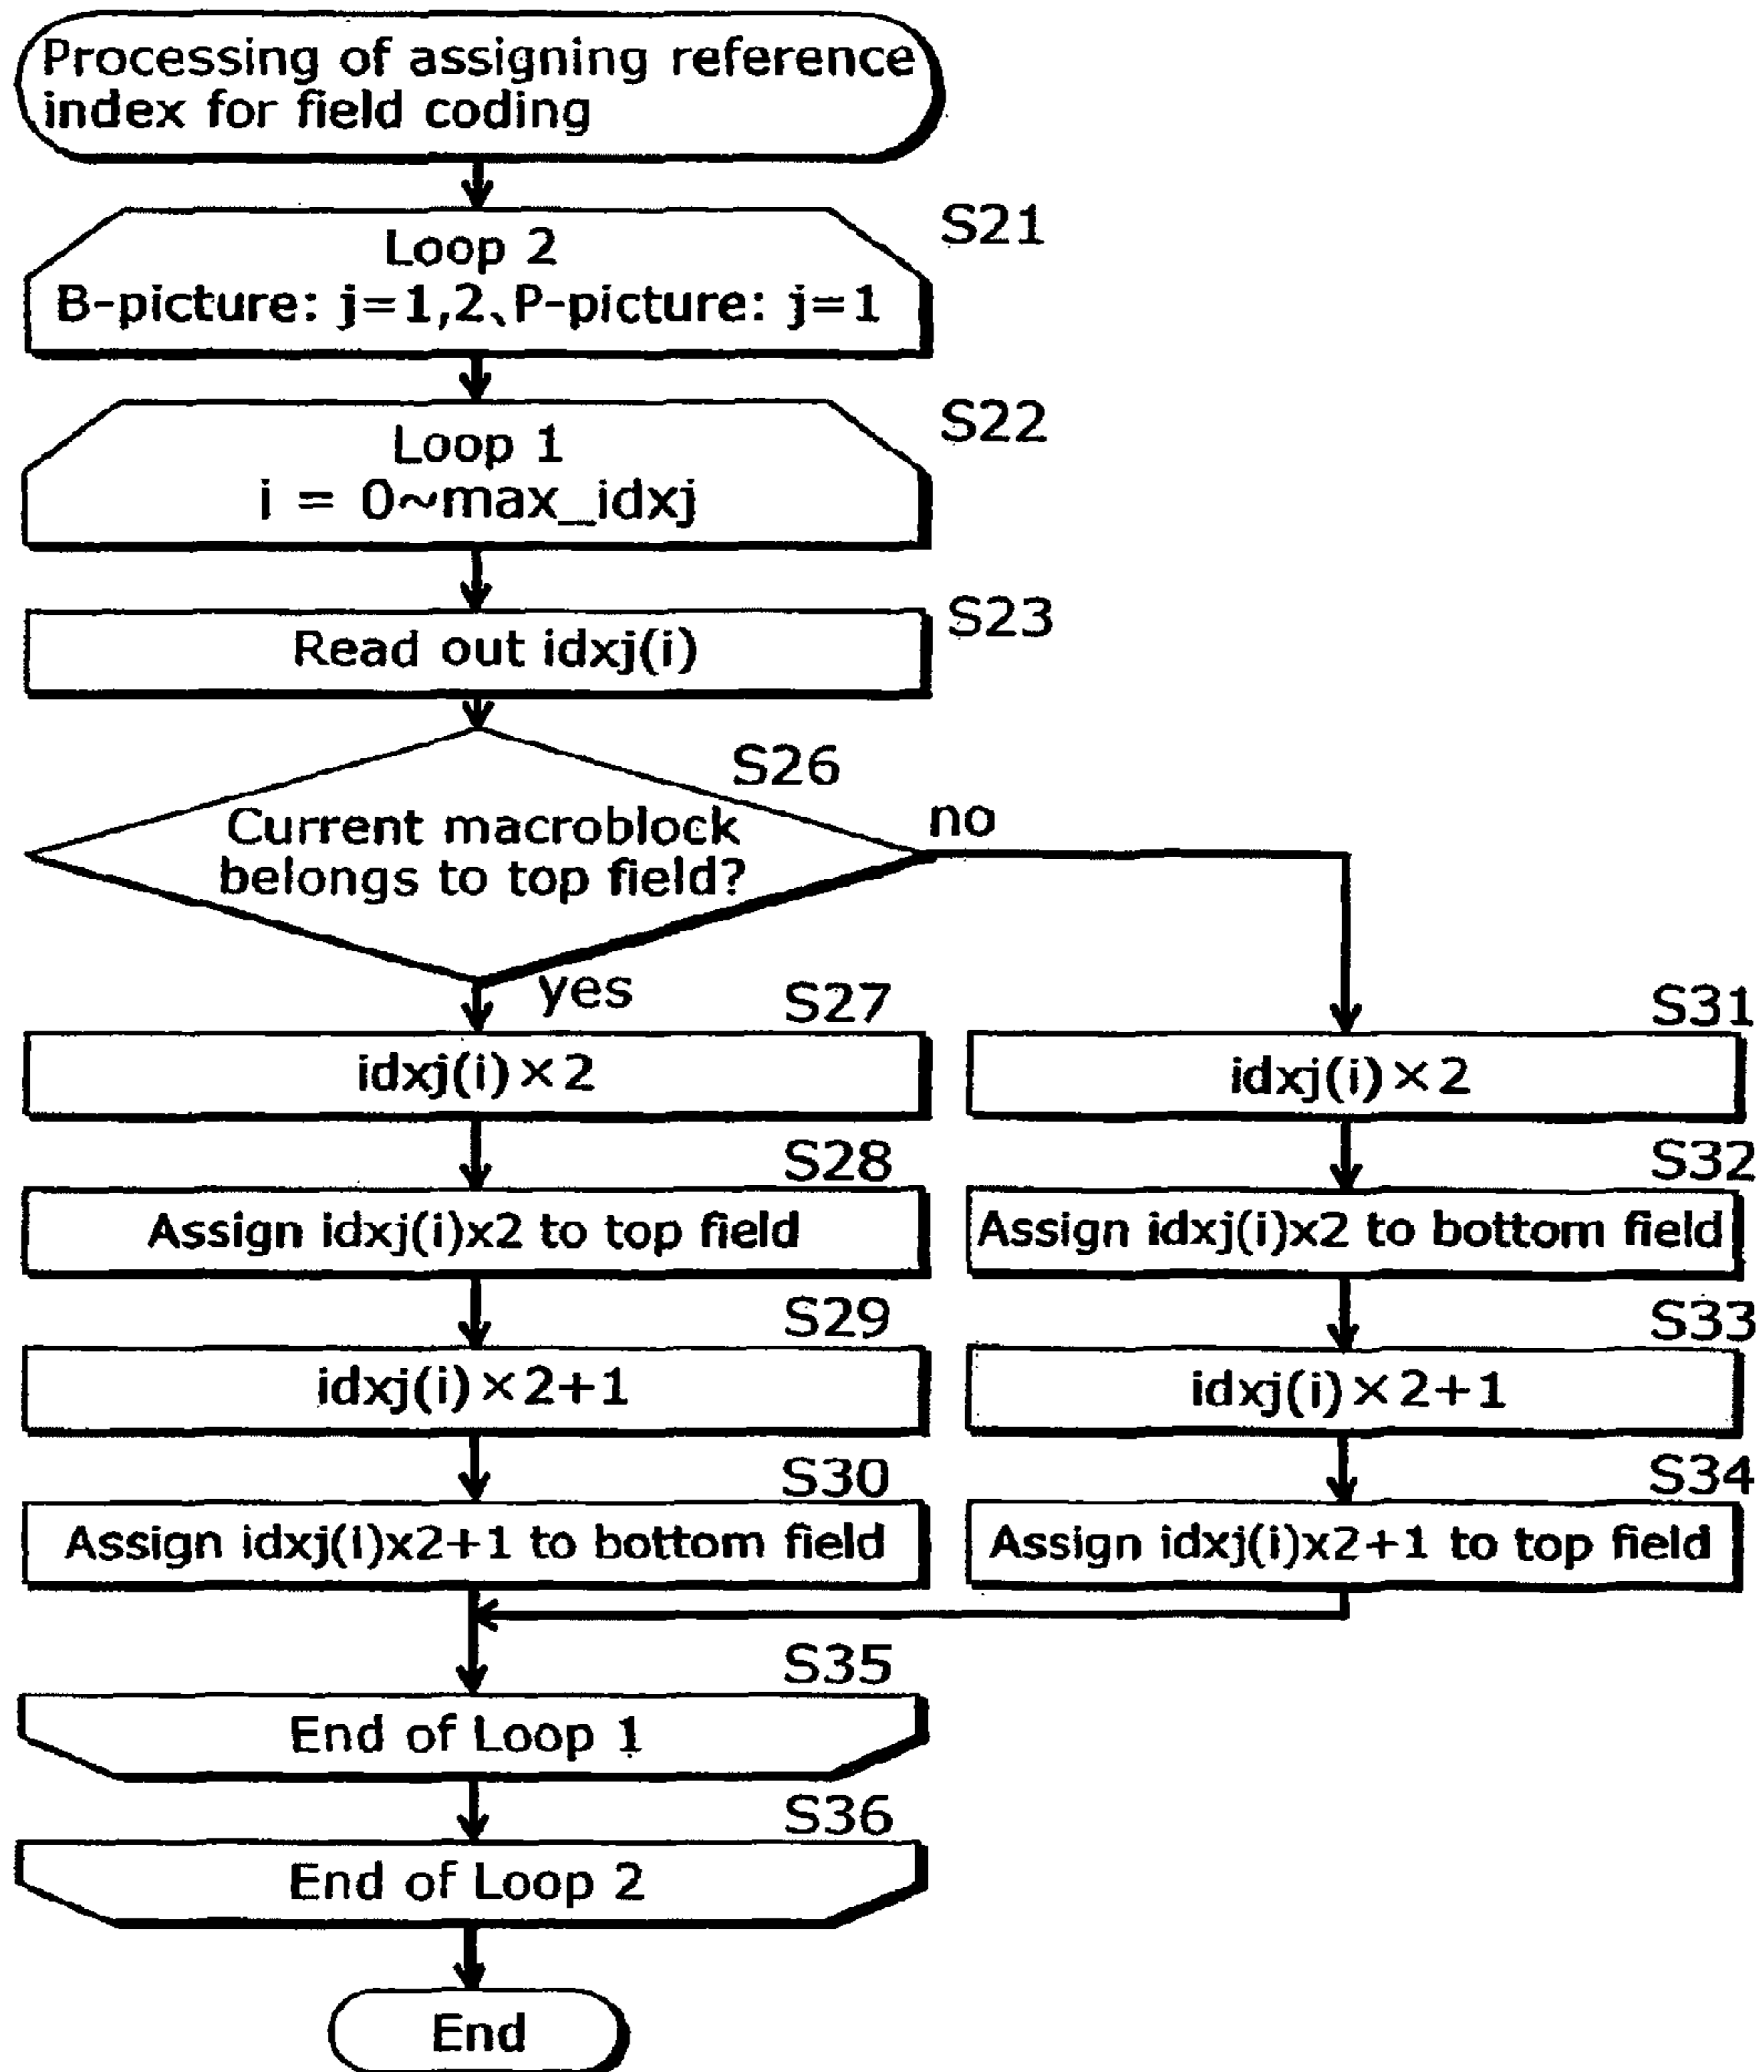 Processing of assigning reference
index for field coding
S21
Loop 2
B-picture: j=1,2、P-picture: j=1
S22
Loop 1
i = 0~max_idxj
S23
Read out idxj(i)
S26
Current macroblock
belongs to top field?
no
yes
S27
idxj(i)×2
S28
Assign idxj(i)x2 to top field
S29
idxj(i)×2+1
S30
Assign idxj(i)x2+1 to bottom field
S31
idxj(i)×2
S32
Assign idxj(i)x2 to bottom field
S33
idxj(i)×2+1
S34
Assign idxj(i)x2+1 to top field
S35
End of Loop 1
S36
End of Loop 2
End